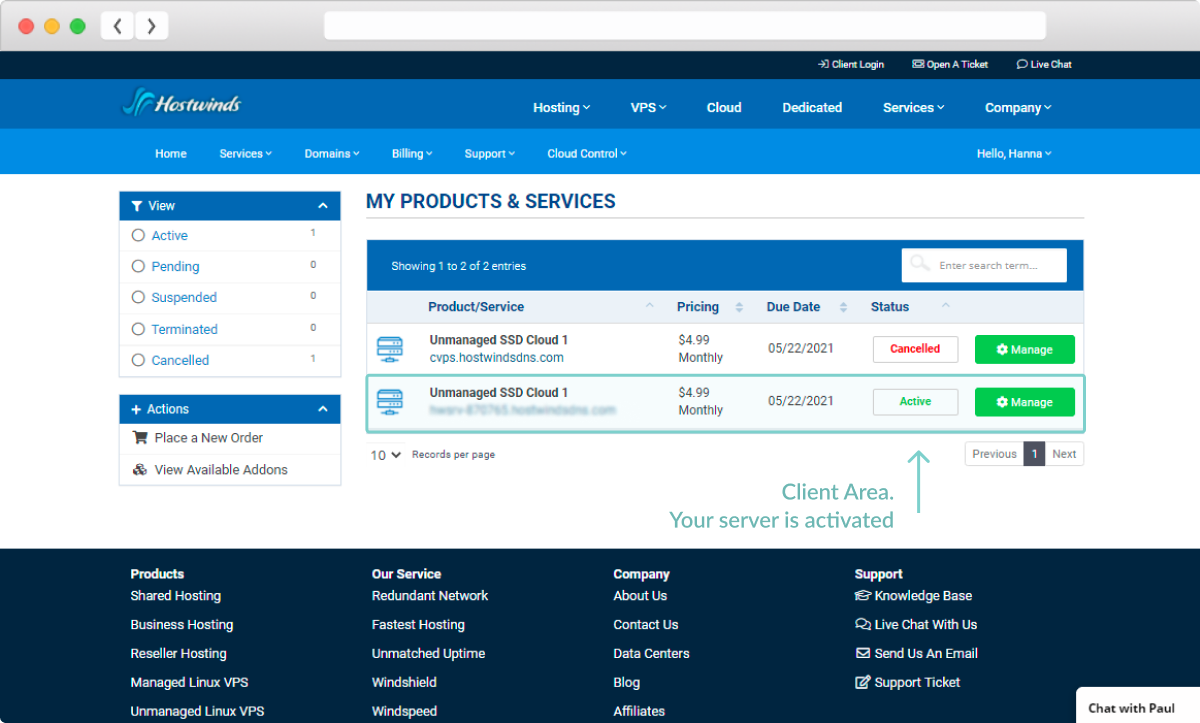 Client Login Open A Ticket Live Chat
Hostwinds Hosting VPS Cloud Dedicated Services Company
Home Services Domains Billing Support Cloud Control Hello, Hanna
View
Active 1
Pending 0
Suspended 0
Terminated 0
Cancelled 1
Actions
Place a New Order
View Available Addons
MY PRODUCTS & SERVICES
Showing 1 to 2 of 2 entries Enter search term...
Product/Service Pricing Due Date Status
Unmanaged SSD Cloud 1 $4.99 05/22/2021 Cancelled Manage
cvps.hostwindsdns.com Monthly
Unmanaged SSD Cloud 1 $4.99 05/22/2021 Active Manage
Monthly
10 Records per page Previous 1 Next
Client Area.
Your server is activated
Products Our Service Company Support
Shared Hosting Redundant Network About Us Knowledge Base
Business Hosting Fastest Hosting Contact Us Live Chat With Us
Reseller Hosting Unmatched Uptime Data Centers Send Us An Email
Managed Linux VPS Windshield Blog Support Ticket
Unmanaged Linux VPS Windspeed Affiliates
Chat with Paul